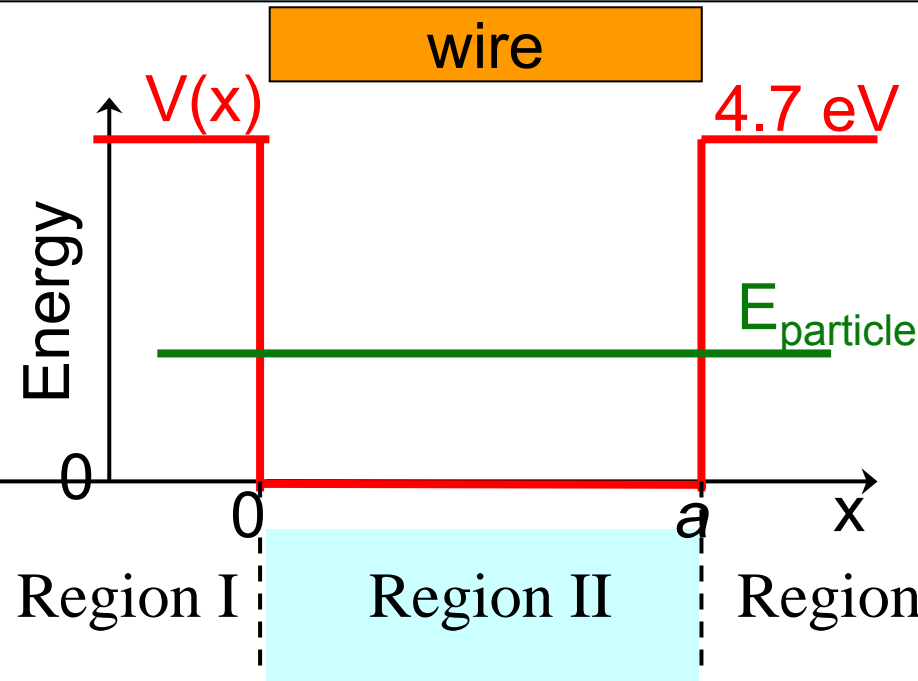 wire
V(x)
4.7 eV
Energy
E_particle
0
0
a
x
Region I
Region II
Region